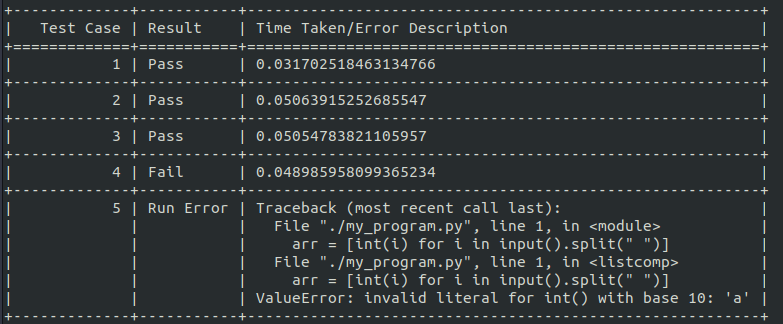 +-------------+-----------+---------------------------------------------------------+
|   Test Case | Result    | Time Taken/Error Description                            |
+=============+===========+=========================================================+
|           1 | Pass      | 0.031702518463134766                                    |
+-------------+-----------+---------------------------------------------------------+
|           2 | Pass      | 0.05063915252685547                                     |
+-------------+-----------+---------------------------------------------------------+
|           3 | Pass      | 0.05054783821105957                                     |
+-------------+-----------+---------------------------------------------------------+
|           4 | Fail      | 0.048985958099365234                                    |
+-------------+-----------+---------------------------------------------------------+
|           5 | Run Error | Traceback (most recent call last):                      |
|             |           |   File "./my_program.py", line 1, in <module>           |
|             |           |     arr = [int(i) for i in input().split(" ")]          |
|             |           |   File "./my_program.py", line 1, in <listcomp>         |
|             |           |     arr = [int(i) for i in input().split(" ")]          |
|             |           | ValueError: invalid literal for int() with base 10: 'a' |
+-------------+-----------+---------------------------------------------------------+